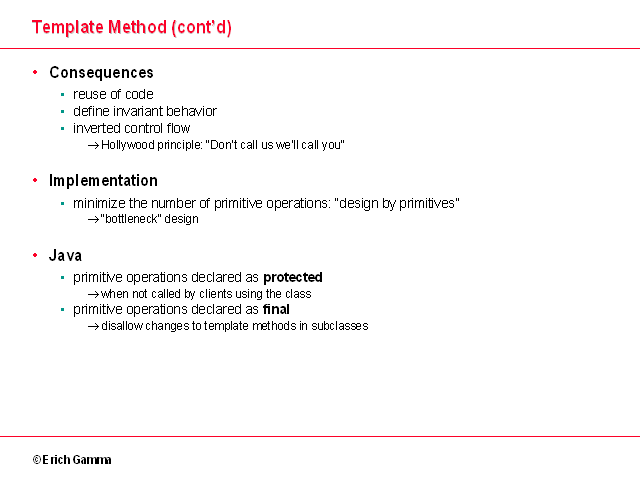 Template Method (cont'd)
• Consequences
• reuse of code
• define invariant behavior
• inverted control flow
→Hollywood principle: "Don't call us we'll call you"
• Implementation
• minimize the number of primitive operations: "design by primitives"
→"bottleneck" design
• Java
• primitive operations declared as protected
→when not called by clients using the class
• primitive operations declared as final
→disallow changes to template methods in subclasses
© Erich Gamma